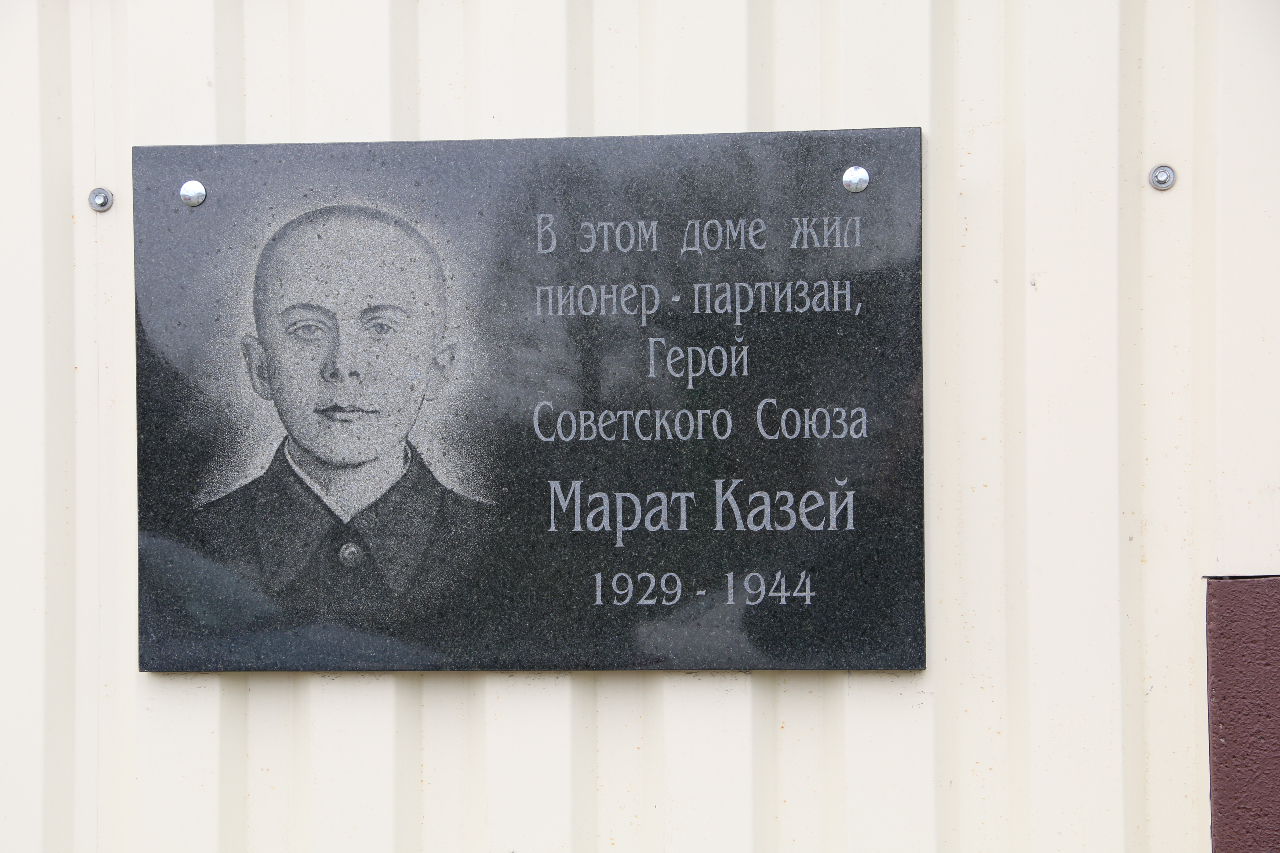 В этом доме жил
пионер - партизан,
Герой
Советского Союза
Марат Казей
1929 - 1944